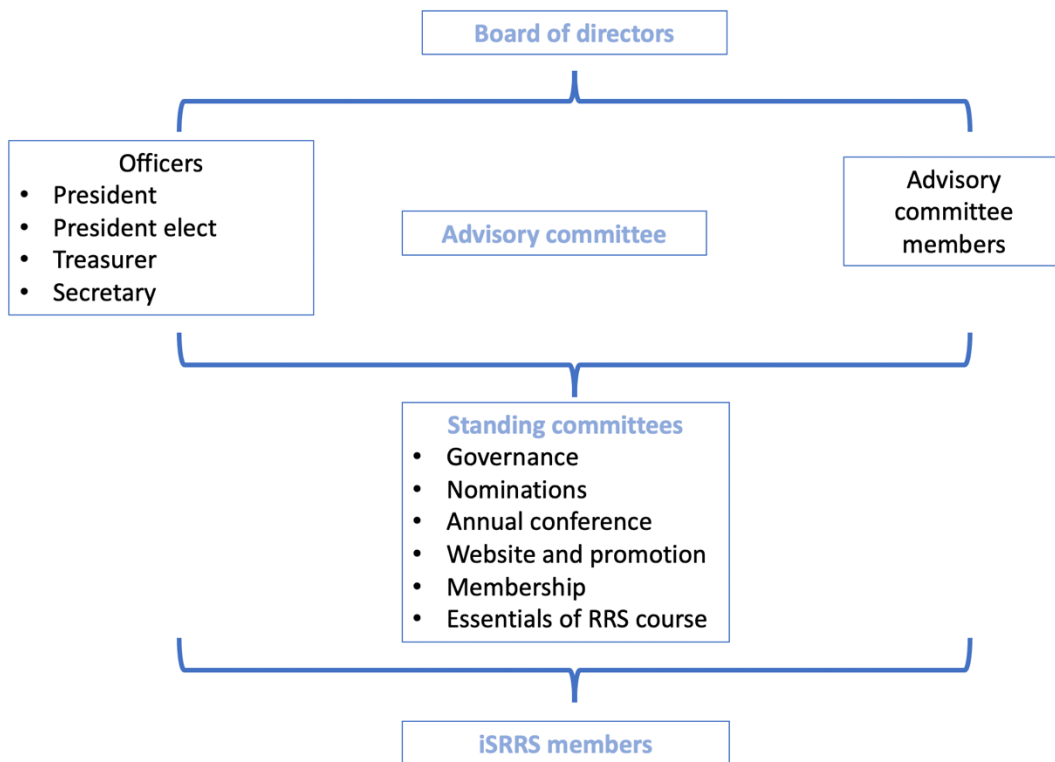 Board of directors
Officers
• President
• President elect
• Treasurer
• Secretary
Advisory committee
Advisory
committee
members
Standing committees
• Governance
• Nominations
• Annual conference
• Website and promotion
• Membership
• Essentials of RRS course
iSRRS members